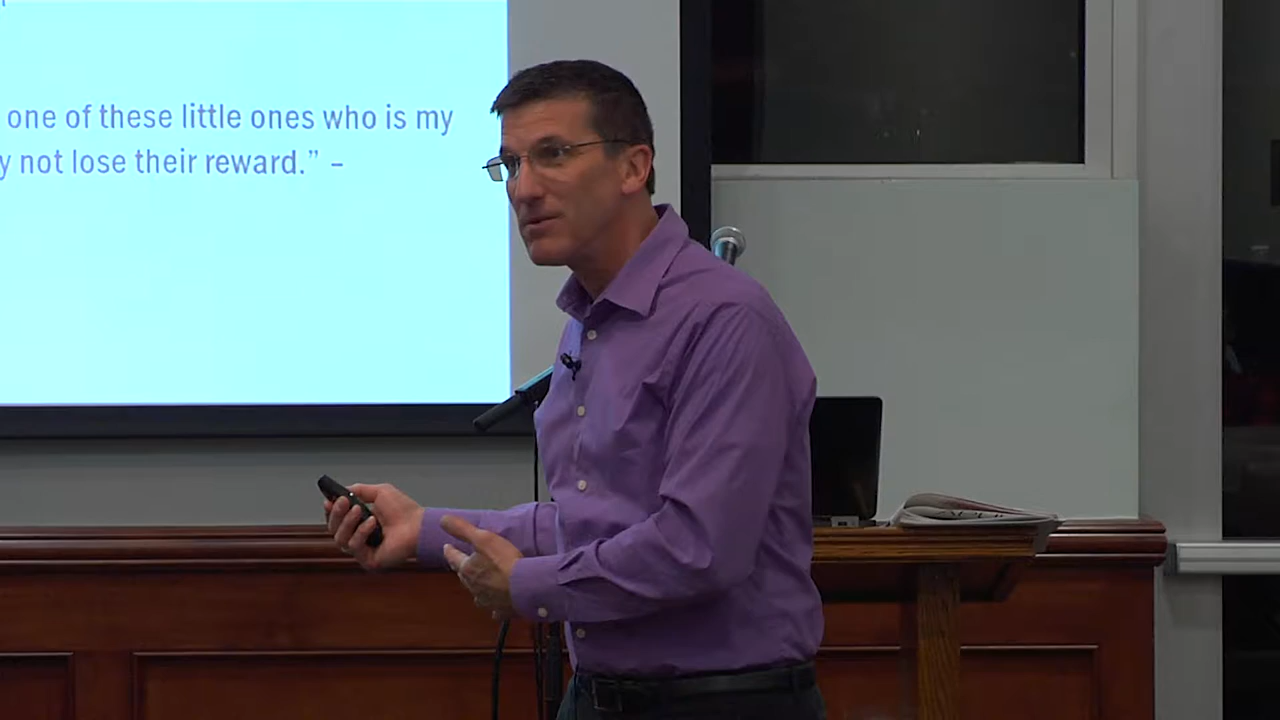 one of these little ones who is my
not lose their reward.” –